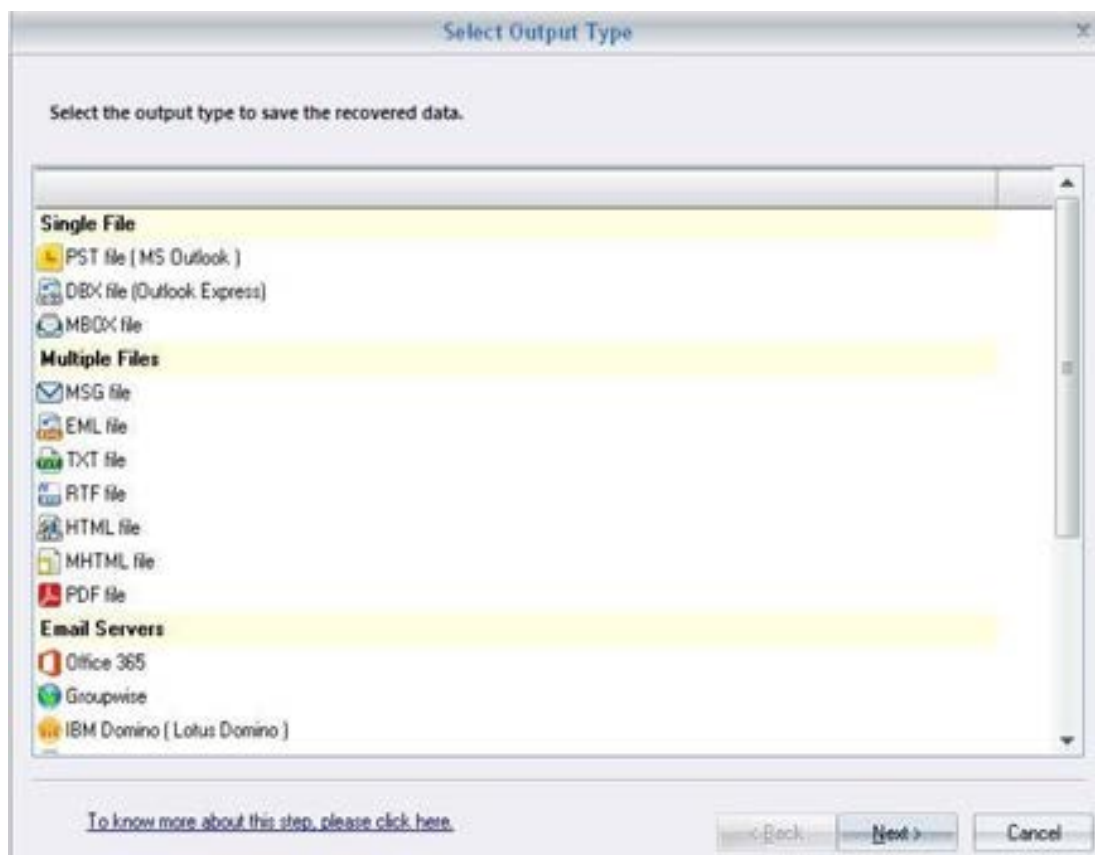 Select Output Type
Select the output type to save the recovered data.
Single File
PST file ( MS Outlook )
DBX file (Outlook Express)
MBOX file
Multiple Files
MSG file
EML file
TXT file
RTF file
HTML file
MHTML file
PDF file
Email Servers
Office 365
Groupwise
IBM Domino ( Lotus Domino )
To know more about this step, please click here.
< Back
Next >
Cancel